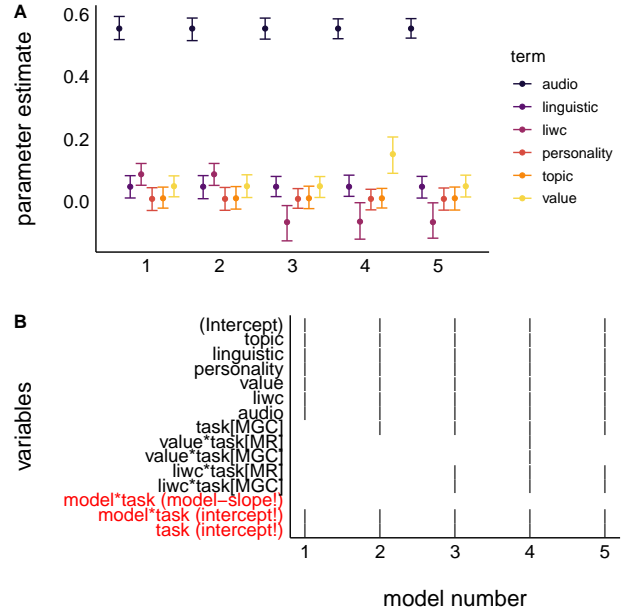 A
0.6
0.4
0.2
0.0
parameter estimate
1 2 3 4 5
term
audio
linguistic
liwc
personality
topic
value
B
variables
(Intercept)
topic
linguistic
personality
value
liwc
audio
task[MGC]
value*task[MR]
value*task[MGC]
liwc*task[MR]
liwc*task[MGC]
model*task (model−slope!)
model*task (intercept!)
task (intercept!)
1 2 3 4 5
model number